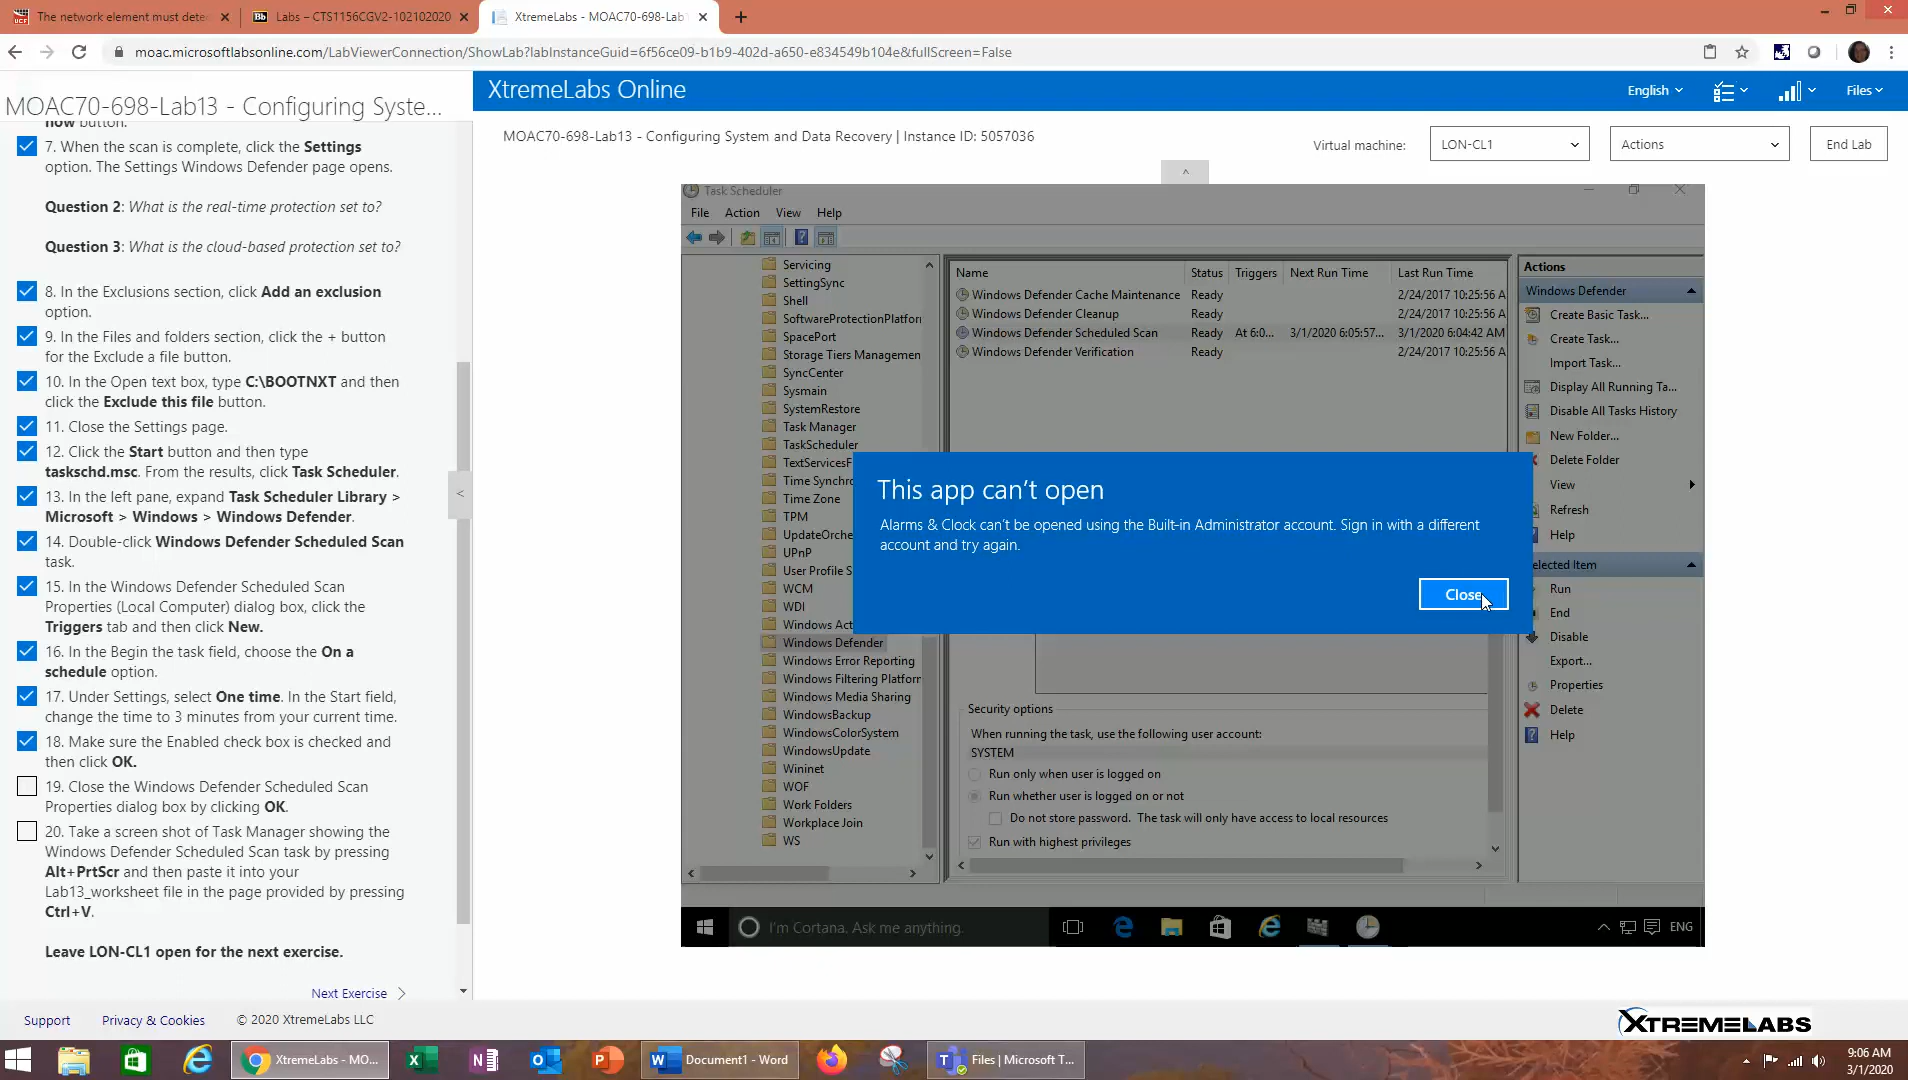 The network element must dete
Labs – CTS1156CGV2-102102020
XtremeLabs - MOAC70-698-Lab1
moac.microsoftlabsonline.com/LabViewerConnection/ShowLab?labInstanceGuid=6f56ce09-b1b9-402d-a650-e834549b104e&fullScreen=False
MOAC70-698-Lab13 - Configuring Syste...
now button.
7. When the scan is complete, click the Settings
option. The Settings Windows Defender page opens.
Question 2: What is the real-time protection set to?
Question 3: What is the cloud-based protection set to?
8. In the Exclusions section, click Add an exclusion
option.
9. In the Files and folders section, click the + button
for the Exclude a file button.
10. In the Open text box, type C:\BOOTNXT and then
click the Exclude this file button.
11. Close the Settings page.
12. Click the Start button and then type
taskschd.msc. From the results, click Task Scheduler.
13. In the left pane, expand Task Scheduler Library >
Microsoft > Windows > Windows Defender.
14. Double-click Windows Defender Scheduled Scan
task.
15. In the Windows Defender Scheduled Scan
Properties (Local Computer) dialog box, click the
Triggers tab and then click New.
16. In the Begin the task field, choose the On a
schedule option.
17. Under Settings, select One time. In the Start field,
change the time to 3 minutes from your current time.
18. Make sure the Enabled check box is checked and
then click OK.
19. Close the Windows Defender Scheduled Scan
Properties dialog box by clicking OK.
20. Take a screen shot of Task Manager showing the
Windows Defender Scheduled Scan task by pressing
Alt+PrtScr and then paste it into your
Lab13_worksheet file in the page provided by pressing
Ctrl+V.
Leave LON-CL1 open for the next exercise.
Next Exercise
XtremeLabs Online
English
Files
MOAC70-698-Lab13 - Configuring System and Data Recovery | Instance ID: 5057036
Virtual machine:
LON-CL1
Actions
End Lab
Task Scheduler
File Action View Help
Servicing
SettingSync
Shell
SoftwareProtectionPlatfor
SpacePort
Storage Tiers Managemen
SyncCenter
Sysmain
SystemRestore
Task Manager
TaskScheduler
TextServicesF
Time Synchro
Time Zone
TPM
UpdateOrche
UPnP
User Profile S
WCM
WDI
Windows Act
Windows Defender
Windows Error Reporting
Windows Filtering Platforr
Windows Media Sharing
WindowsBackup
WindowsColorSystem
WindowsUpdate
Wininet
WOF
Work Folders
Workplace Join
WS
Name Status Triggers Next Run Time Last Run Time
Windows Defender Cache Maintenance Ready 2/24/2017 10:25:56 A
Windows Defender Cleanup Ready 2/24/2017 10:25:56 A
Windows Defender Scheduled Scan Ready At 6:0... 3/1/2020 6:05:57... 3/1/2020 6:04:42 AM
Windows Defender Verification Ready 2/24/2017 10:25:56 A
This app can't open
Alarms & Clock can't be opened using the Built-in Administrator account. Sign in with a different
account and try again.
Close
Security options
When running the task, use the following user account:
SYSTEM
Run only when user is logged on
Run whether user is logged on or not
Do not store password. The task will only have access to local resources
Run with highest privileges
Actions
Windows Defender
Create Basic Task...
Create Task...
Import Task...
Display All Running Ta...
Disable All Tasks History
New Folder...
Delete Folder
View
Refresh
Help
elected Item
Run
End
Disable
Export...
Properties
Delete
Help
I'm Cortana. Ask me anything.
ENG
Support
Privacy & Cookies
© 2020 XtremeLabs LLC
XTREMELABS
XtremeLabs - MO...
Document1 - Word
Files | Microsoft T...
9:06 AM
3/1/2020